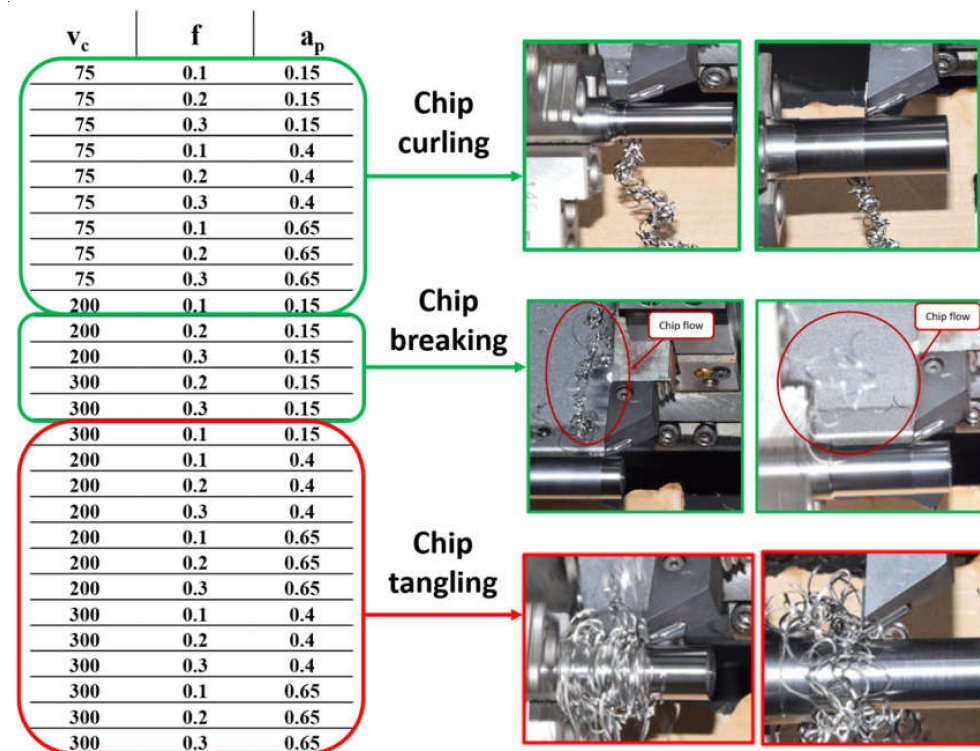 v_c f a_p
75 0.1 0.15
75 0.2 0.15
75 0.3 0.15
75 0.1 0.4
75 0.2 0.4
75 0.3 0.4
75 0.1 0.65
75 0.2 0.65
75 0.3 0.65
200 0.1 0.15
200 0.2 0.15
200 0.3 0.15
300 0.2 0.15
300 0.3 0.15
300 0.1 0.15
200 0.1 0.4
200 0.2 0.4
200 0.3 0.4
200 0.1 0.65
200 0.2 0.65
200 0.3 0.65
300 0.1 0.4
300 0.2 0.4
300 0.3 0.4
300 0.1 0.65
300 0.2 0.65
300 0.3 0.65
Chip
curling
Chip
breaking
Chip flow
Chip flow
Chip
tangling